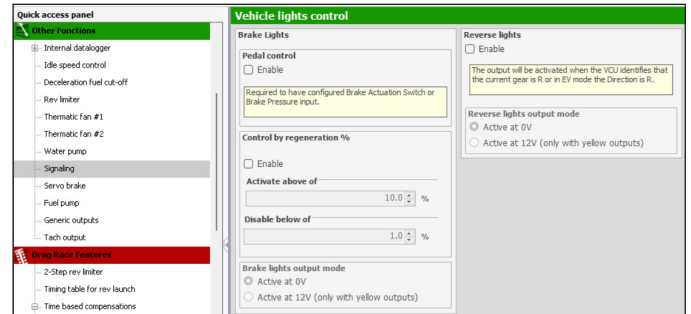 Quick access panel
Other Functions
Internal datalogger
Idle speed control
Deceleration fuel cut-off
Rev limiter
Thermatic fan #1
Thermatic fan #2
Water pump
Signaling
Servo brake
Fuel pump
Generic outputs
Tach output
Drag Race Features
2-Step rev limiter
Timing table for rev launch
Time based compensations
Vehicle lights control
Brake Lights
Pedal control
Enable
Required to have configured Brake Actuation Switch or
Brake Pressure input.
Control by regeneration %
Enable
Activate above of
10.0 %
Disable below of
1.0 %
Brake lights output mode
Active at 0V
Active at 12V (only with yellow outputs)
Reverse lights
Enable
The output will be activated when the VCU identifies that
the current gear is R or in EV mode the Direction is R.
Reverse lights output mode
Active at 0V
Active at 12V (only with yellow outputs)